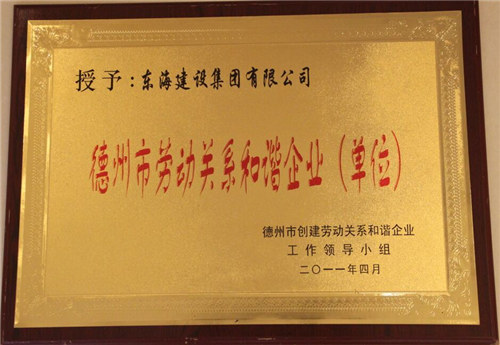 授予：东海建设集团有限公司
德州市劳动关系和谐企业（单位）
德州市创建劳动关系和谐企业
工作领导小组
二〇一一年四月